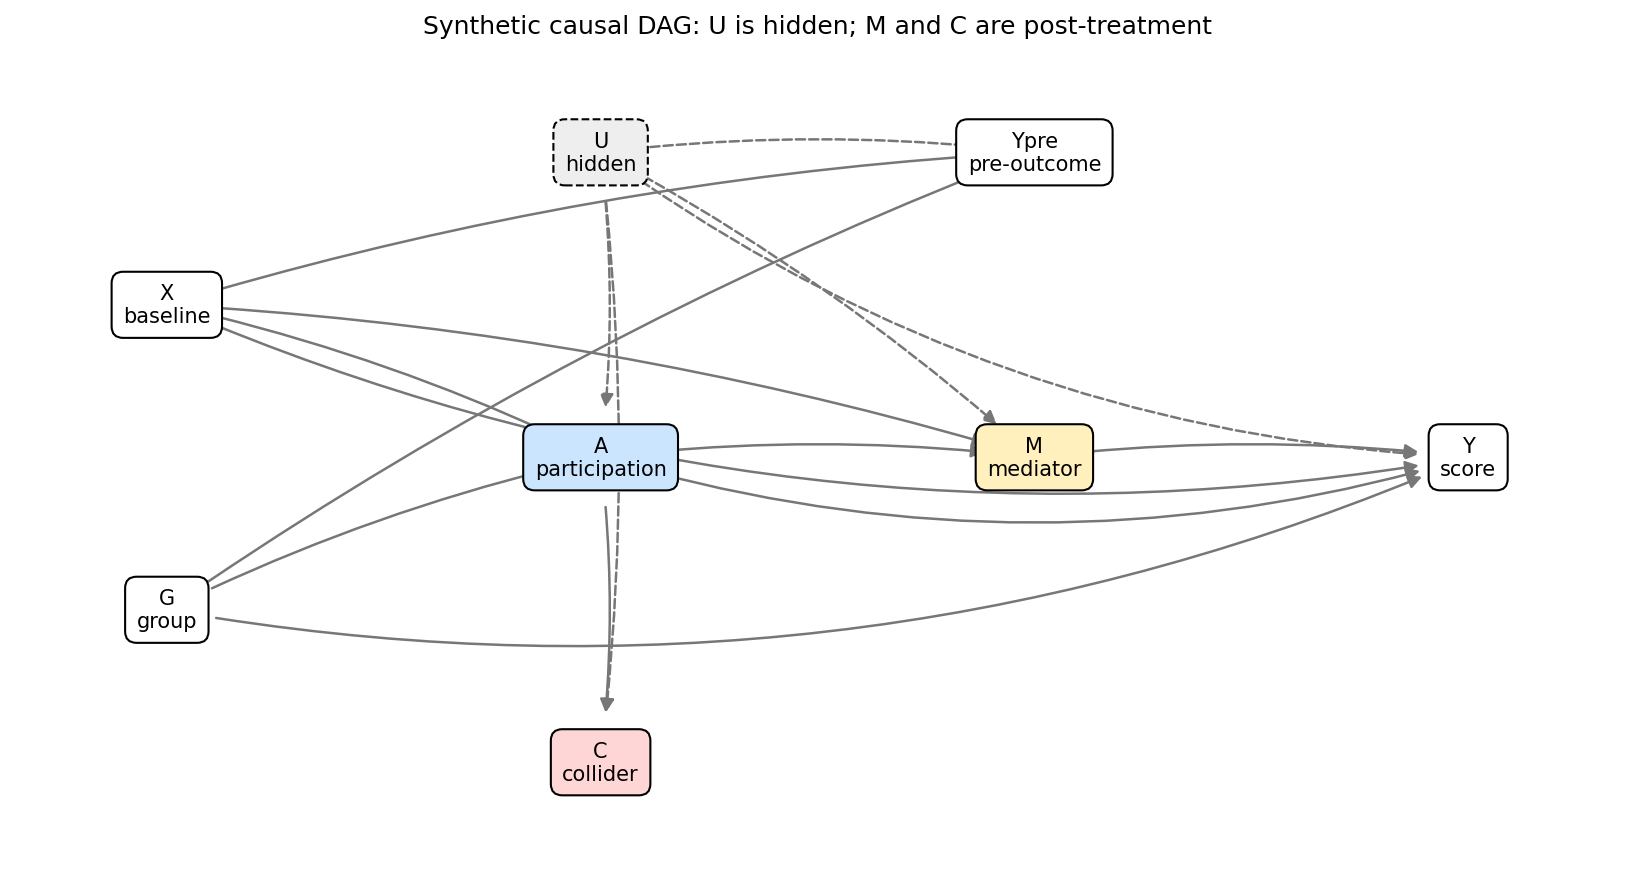 Synthetic causal DAG: U is hidden; M and C are post-treatment
U
hidden
Ypre
pre-outcome
X
baseline
A
participation
M
mediator
Y
score
G
group
C
collider